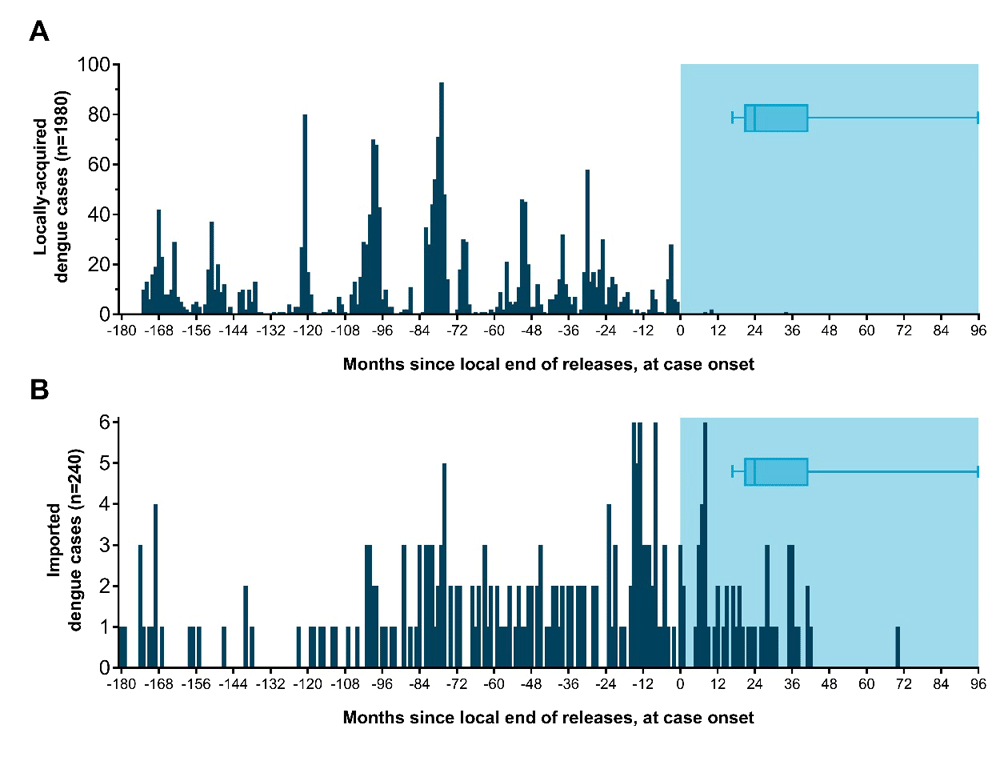 A
Locally-acquired
dengue cases (n=1980)
100
80
60
40
20
0
-180 -168 -156 -144 -132 -120 -108 -96 -84 -72 -60 -48 -36 -24 -12 0 12 24 36 48 60 72 84 96
Months since local end of releases, at case onset
B
Imported
dengue cases (n=240)
6
5
4
3
2
1
0
-180 -168 -156 -144 -132 -120 -108 -96 -84 -72 -60 -48 -36 -24 -12 0 12 24 36 48 60 72 84 96
Months since local end of releases, at case onset